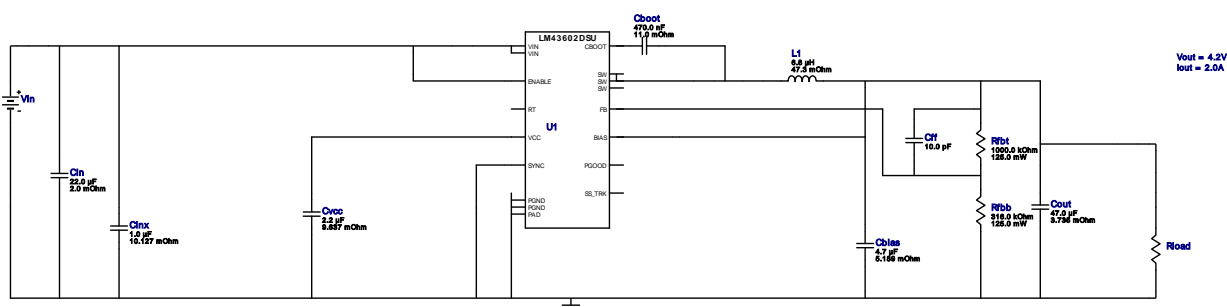 Cboot
470.0 nF
11.0 mOhm
LM43602DSU
VIN
VIN
ENABLE
RT
VCC
SYNC
PGND
PGND
PAD
CBOOT
SW
SW
SW
FB
BIAS
PGOOD
SS_TRK
U1
L1
6.8 µH
47.3 mOhm
Vout = 4.2V
Iout = 2.0A
Vin
Cin
22.0 µF
2.0 mOhm
Cinx
1.0 µF
10.127 mOhm
Cvcc
2.2 µF
9.637 mOhm
Cff
10.0 pF
Rfbt
1000.0 kOhm
125.0 mW
Rfbb
316.0 kOhm
125.0 mW
Cout
47.0 µF
3.736 mOhm
Cbias
4.7 µF
5.159 mOhm
Rload